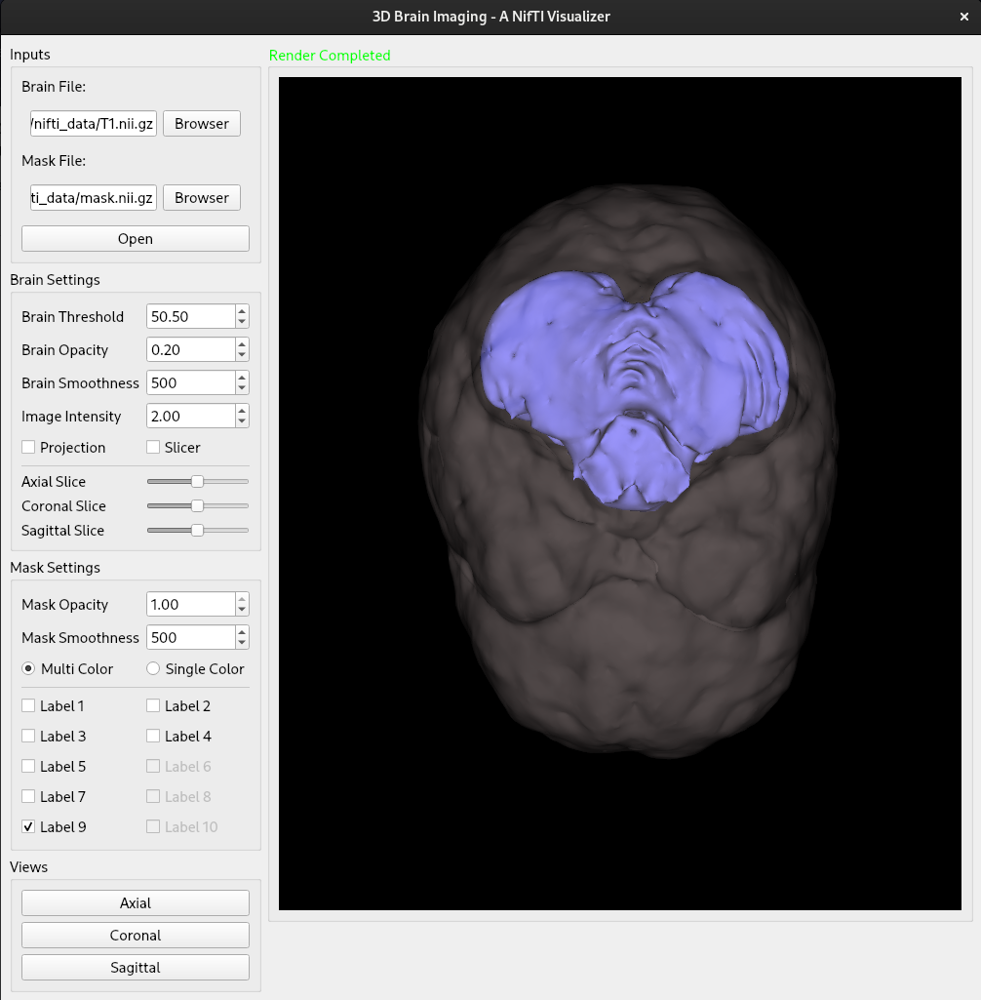 3D Brain Imaging - A NifTI Visualizer
×
Inputs
Brain File:
/nifti_data/T1.nii.gz Browser
Mask File:
ti_data/mask.nii.gz Browser
Open
Brain Settings
Brain Threshold 50.50
Brain Opacity 0.20
Brain Smoothness 500
Image Intensity 2.00
Projection Slicer
Axial Slice
Coronal Slice
Sagittal Slice
Mask Settings
Mask Opacity 1.00
Mask Smoothness 500
Multi Color Single Color
Label 1 Label 2
Label 3 Label 4
Label 5 Label 6
Label 7 Label 8
Label 9 Label 10
Views
Axial
Coronal
Sagittal
Render Completed